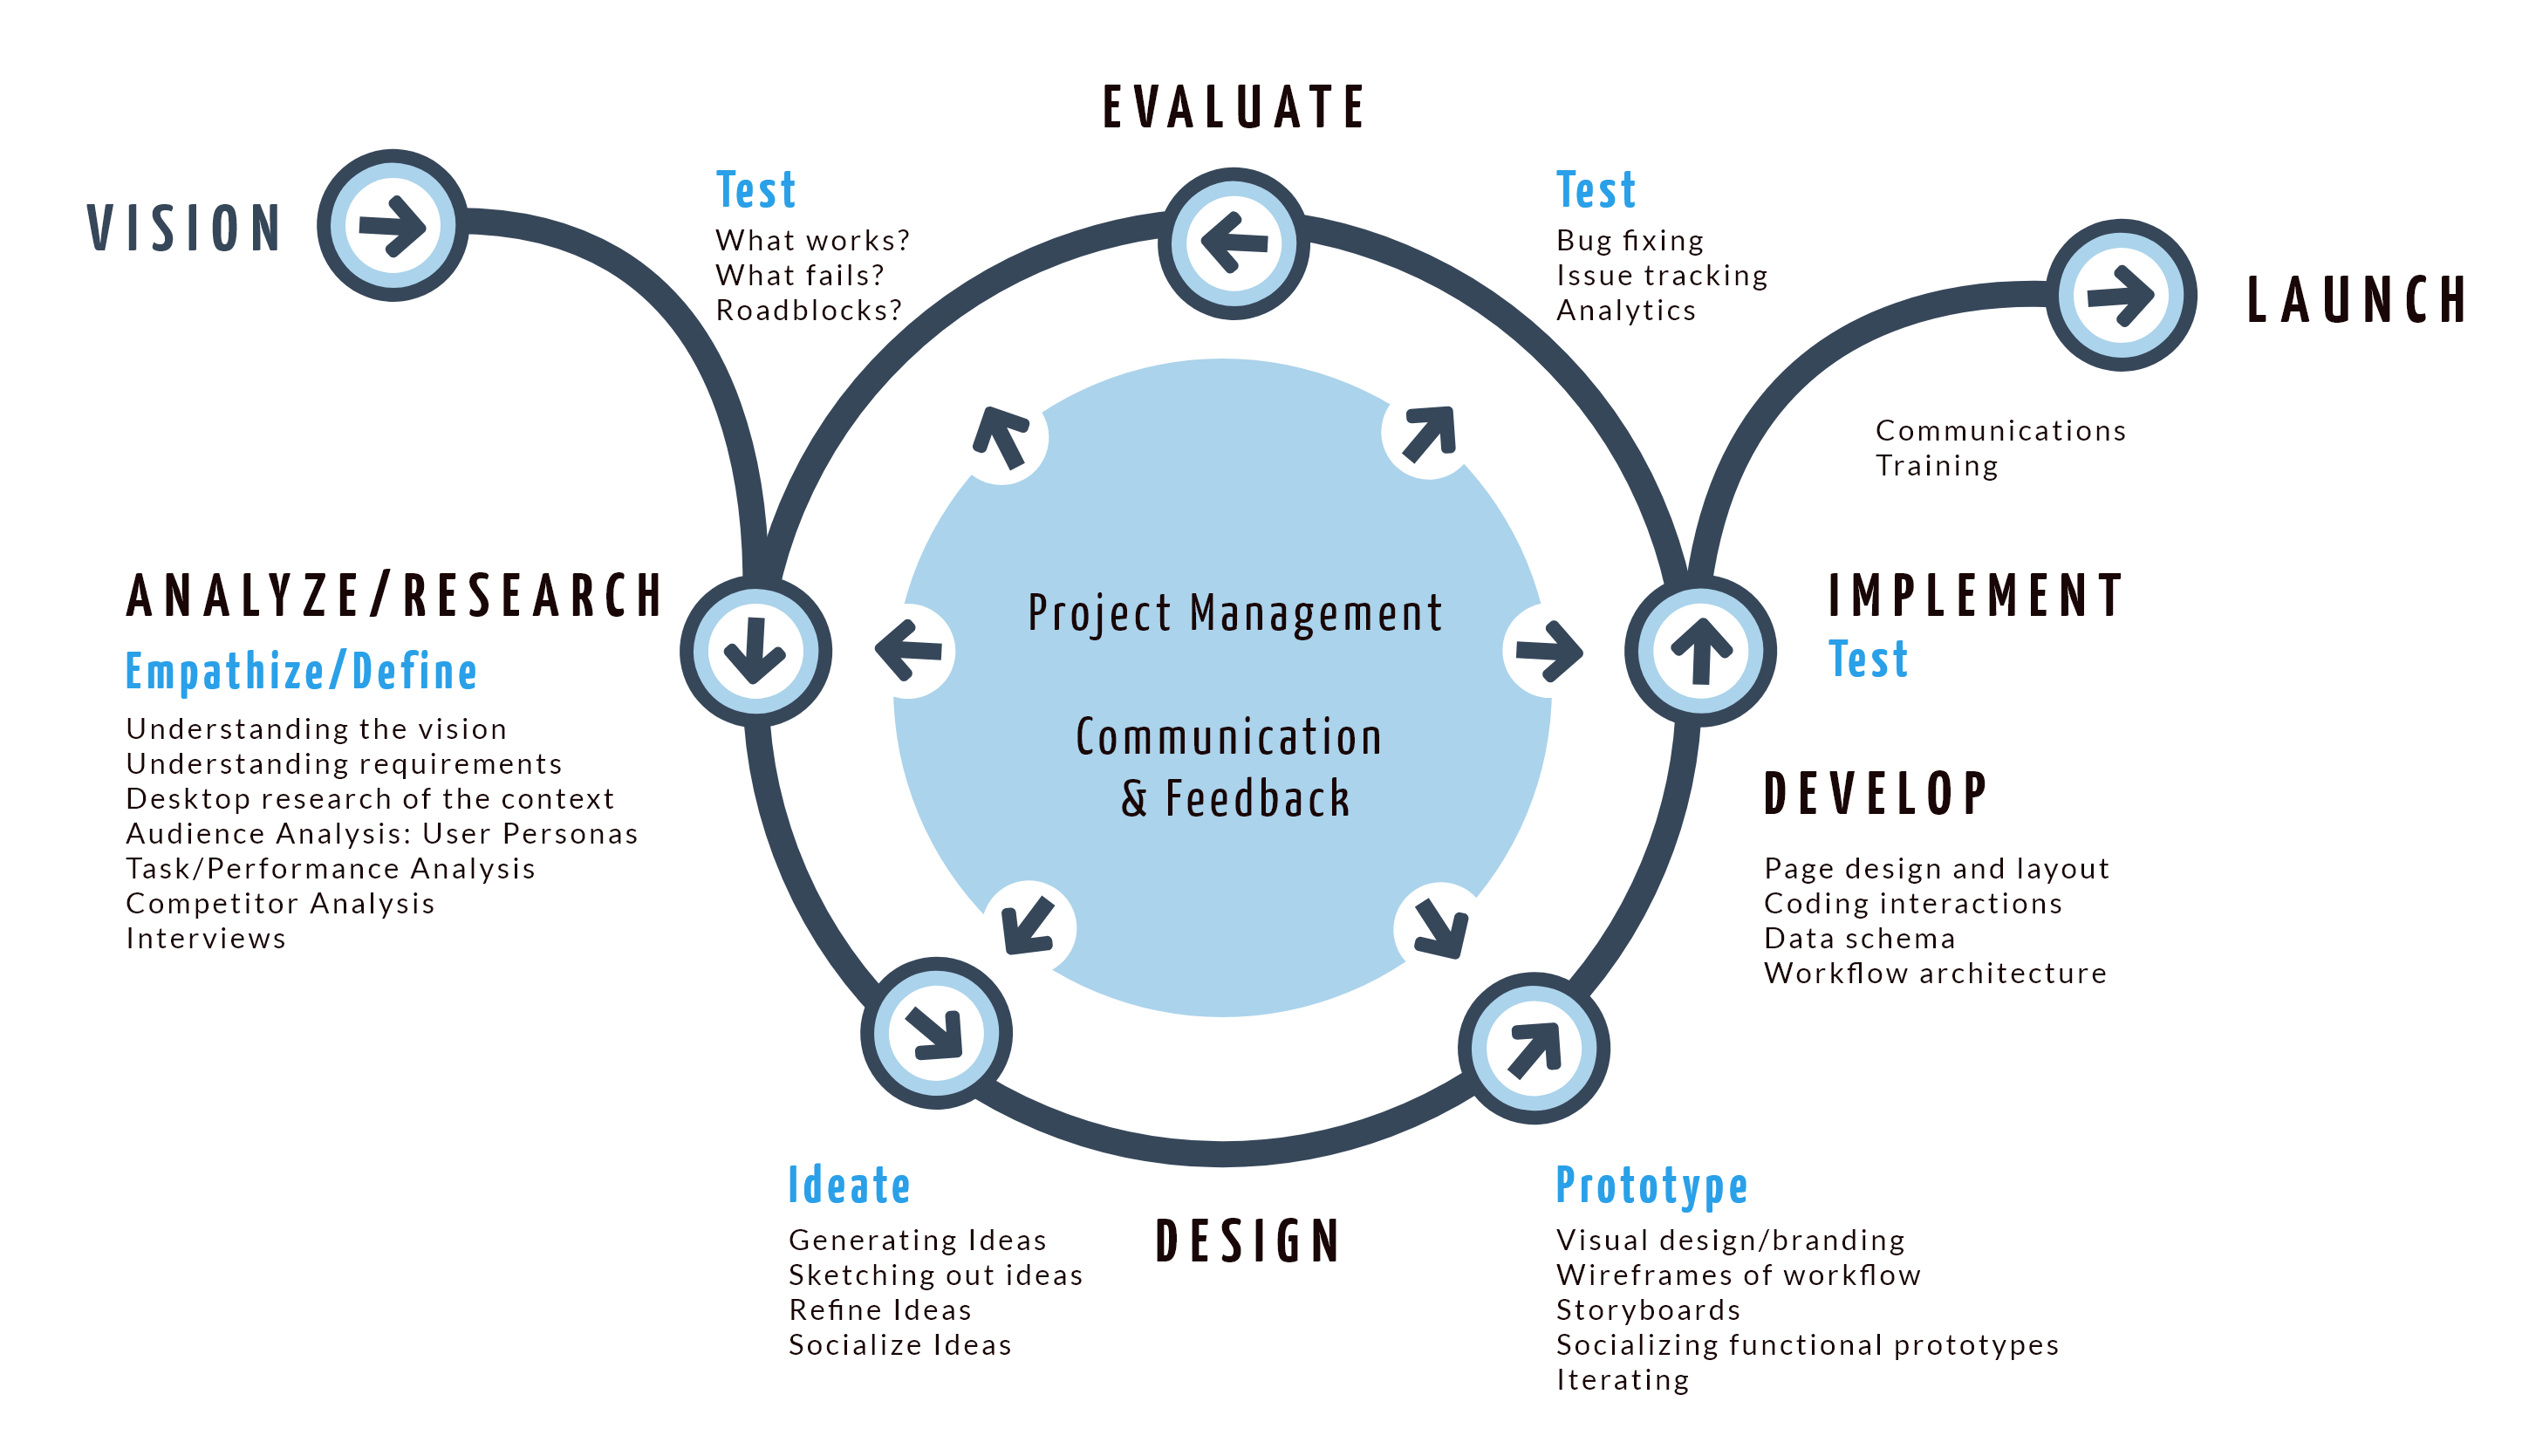 EVALUATE
VISION
Test
What works?
What fails?
Roadblocks?
Test
Bug fixing
Issue tracking
Analytics
LAUNCH
Communications
Training
ANALYZE/RESEARCH
Empathize/Define
Understanding the vision
Understanding requirements
Desktop research of the context
Audience Analysis: User Personas
Task/Performance Analysis
Competitor Analysis
Interviews
Project Management
Communication
& Feedback
IMPLEMENT
Test
DEVELOP
Page design and layout
Coding interactions
Data schema
Workflow architecture
Ideate
Generating Ideas
Sketching out ideas
Refine Ideas
Socialize Ideas
DESIGN
Prototype
Visual design/branding
Wireframes of workflow
Storyboards
Socializing functional prototypes
Iterating